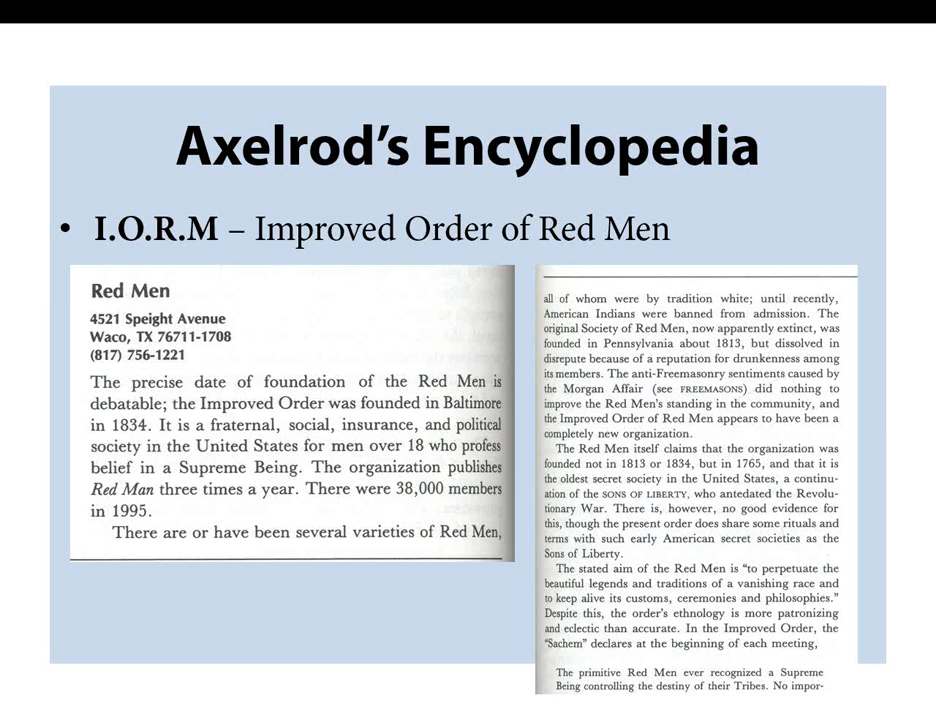 Axelrod’s Encyclopedia
• I.O.R.M – Improved Order of Red Men
Red Men
4521 Speight Avenue
Waco, TX 76711-1708
(817) 756-1221
The precise date of foundation of the Red Men is
debatable; the Improved Order was founded in Baltimore
in 1834. It is a fraternal, social, insurance, and political
society in the United States for men over 18 who profess
belief in a Supreme Being. The organization publishes
Red Man three times a year. There were 38,000 members
in 1995.
There are or have been several varieties of Red Men,
all of whom were by tradition white; until recently,
American Indians were banned from admission. The
original Society of Red Men, now apparently extinct, was
founded in Pennsylvania about 1813, but dissolved in
disrepute because of a reputation for drunkenness among
its members. The anti-Freemasonry sentiments caused by
the Morgan Affair (see FREEMASONS) did nothing to
improve the Red Men's standing in the community, and
the Improved Order of Red Men appears to have been a
completely new organization.
The Red Men itself claims that the organization was
founded not in 1813 or 1834, but in 1765, and that it is
the oldest secret society in the United States, a continu-
ation of the SONS OF LIBERTY, who antedated the Revolu-
tionary War. There is, however, no good evidence for
this, though the present order does share some rituals and
terms with such early American secret societies as the
Sons of Liberty.
The stated aim of the Red Men is "to perpetuate the
beautiful legends and traditions of a vanishing race and
to keep alive its customs, ceremonies and philosophies."
Despite this, the order's ethnology is more patronizing
and eclectic than accurate. In the Improved Order, the
"Sachem" declares at the beginning of each meeting,
The primitive Red Men ever recognized a Supreme
Being controlling the destiny of their Tribes. No impor-